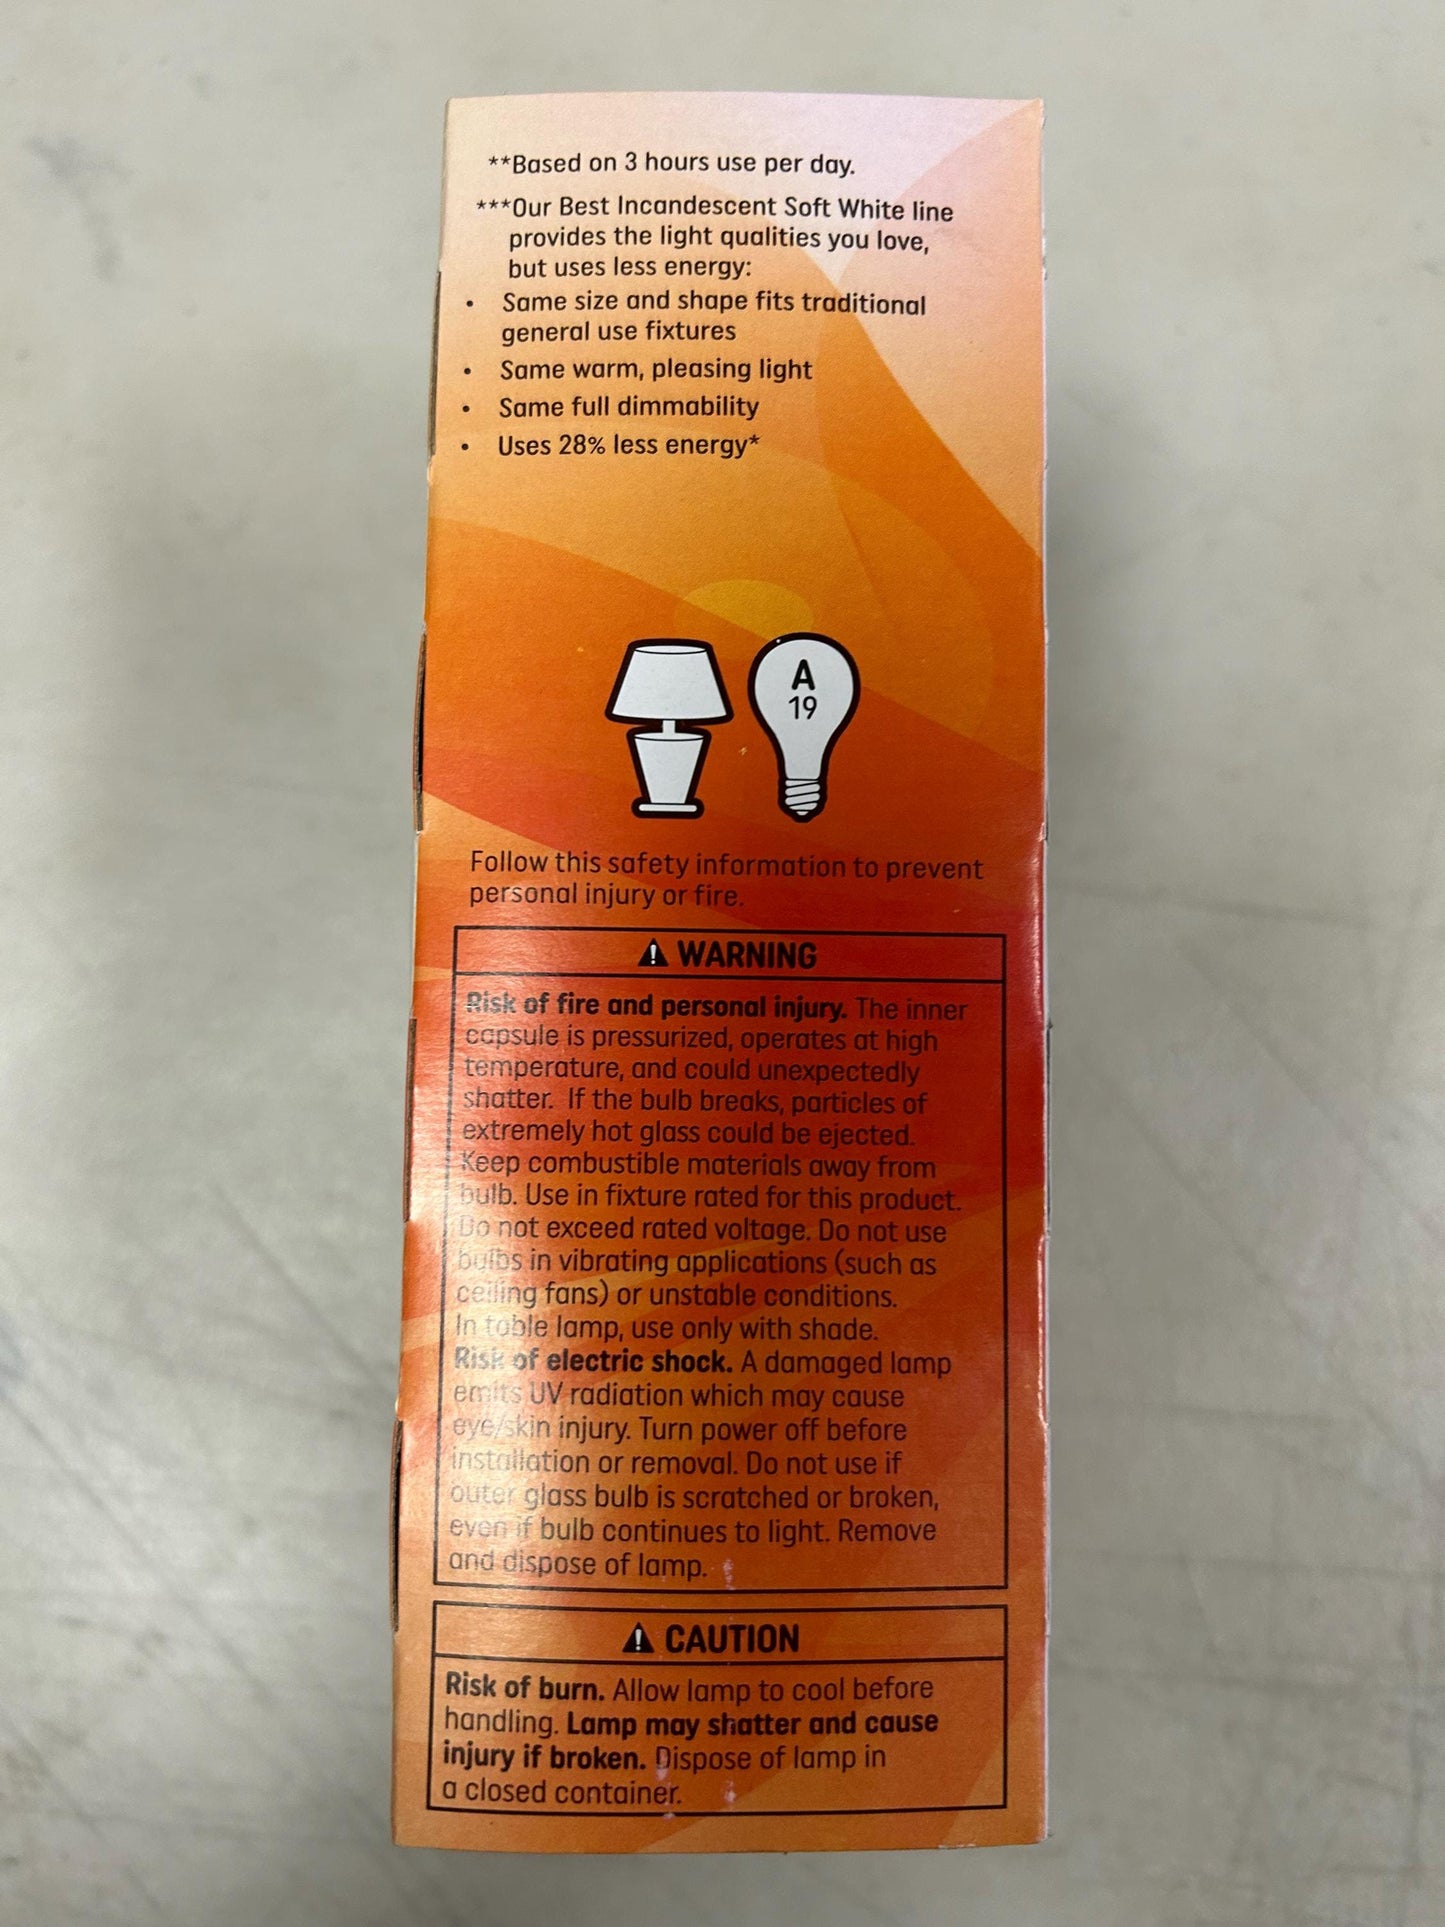 **Based on 3 hours use per day.
***Our Best Incandescent Soft White line
provides the light qualities you love,
but uses less energy:
• Same size and shape fits traditional
general use fixtures
• Same warm, pleasing light
• Same full dimmability
• Uses 28% less energy*
A
19
Follow this safety information to prevent
personal injury or fire.
⚠ WARNING
Risk of fire and personal injury. The inner
capsule is pressurized, operates at high
temperature, and could unexpectedly
shatter. If the bulb breaks, particles of
extremely hot glass could be ejected.
Keep combustible materials away from
bulb. Use in fixture rated for this product.
Do not exceed rated voltage. Do not use
bulbs in vibrating applications (such as
ceiling fans) or unstable conditions.
In table lamp, use only with shade.
Risk of electric shock. A damaged lamp
emits UV radiation which may cause
eye/skin injury. Turn power off before
installation or removal. Do not use if
outer glass bulb is scratched or broken,
even if bulb continues to light. Remove
and dispose of lamp.
⚠ CAUTION
Risk of burn. Allow lamp to cool before
handling. Lamp may shatter and cause
injury if broken. Dispose of lamp in
a closed container.